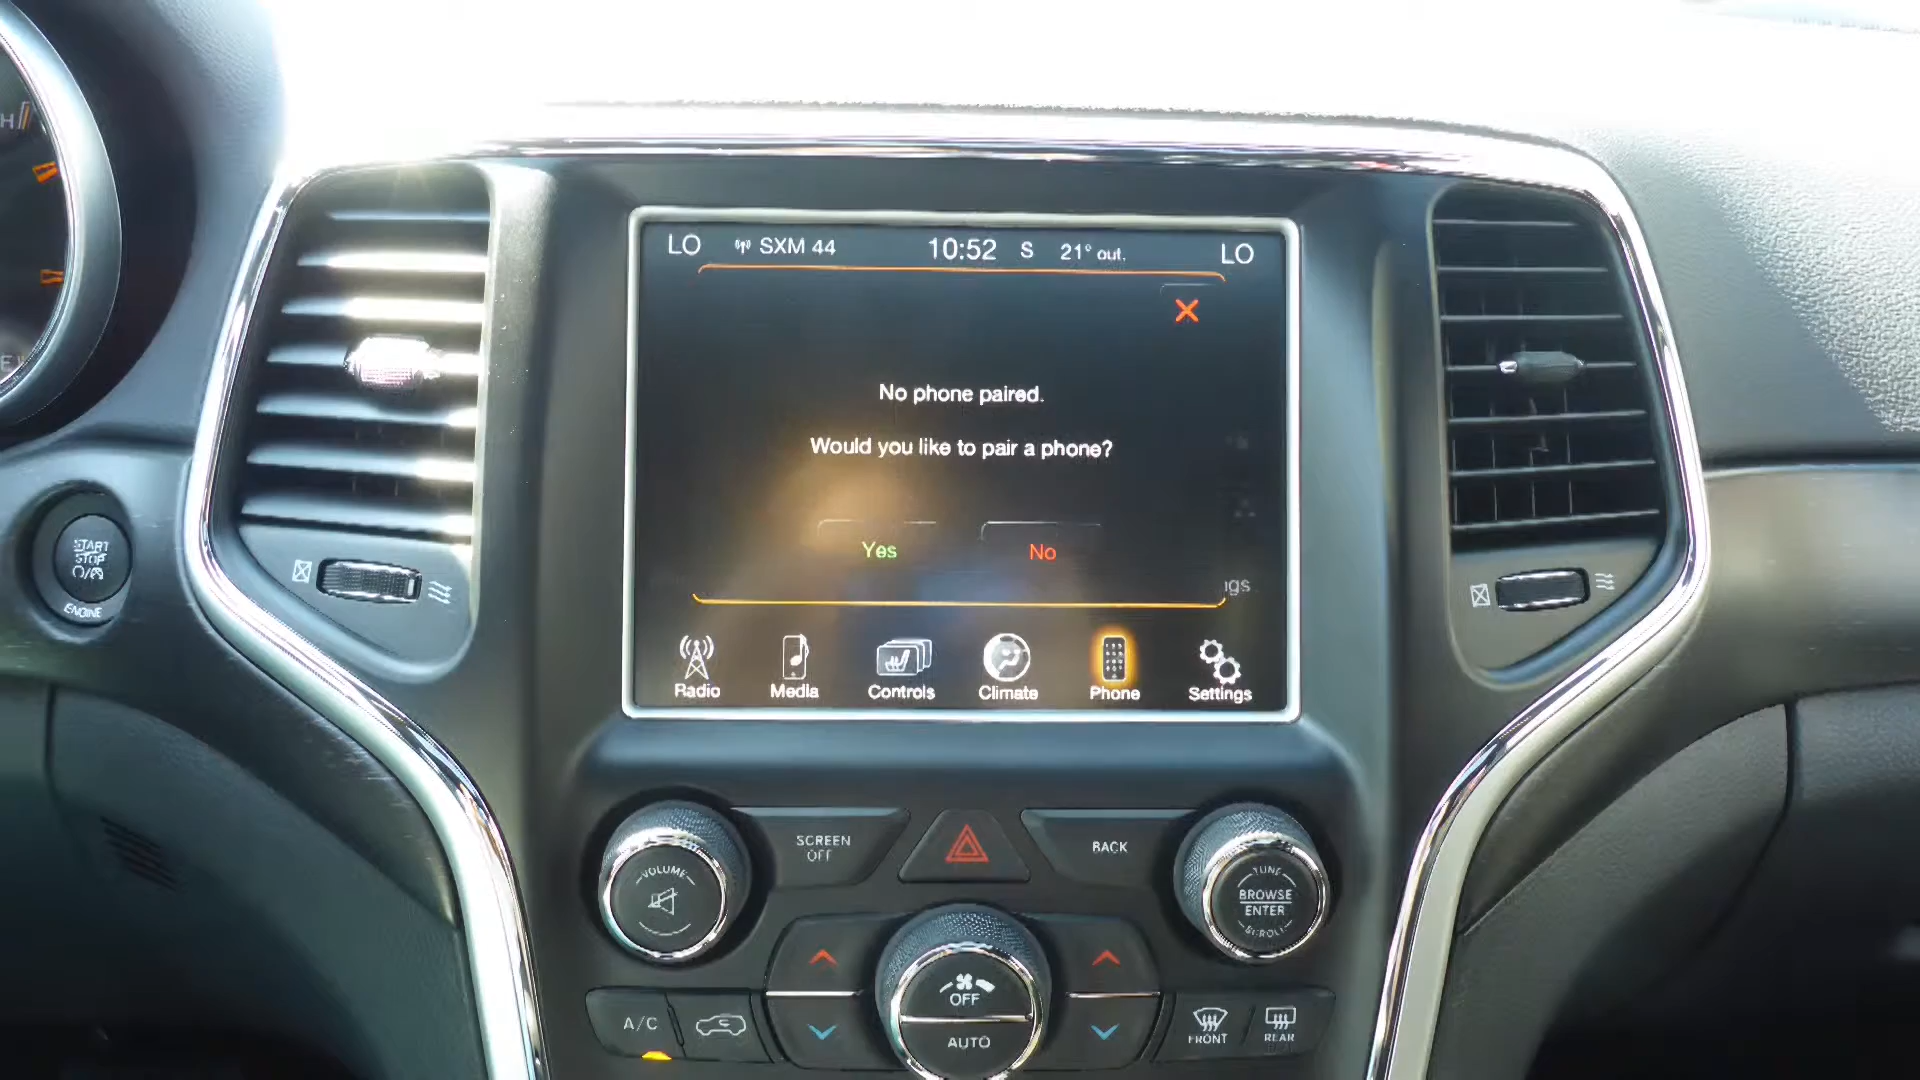 LO SXM 44 10:52 S 21° out. LO
No phone paired.
Would you like to pair a phone?
Yes No
Radio Media Controls Climate Phone Settings
START
STOP
ENGINE
SCREEN
OFF
BACK
VOLUME
TUNE
BROWSE
ENTER
SCROLL
OFF
AUTO
A/C
FRONT
REAR
H
E